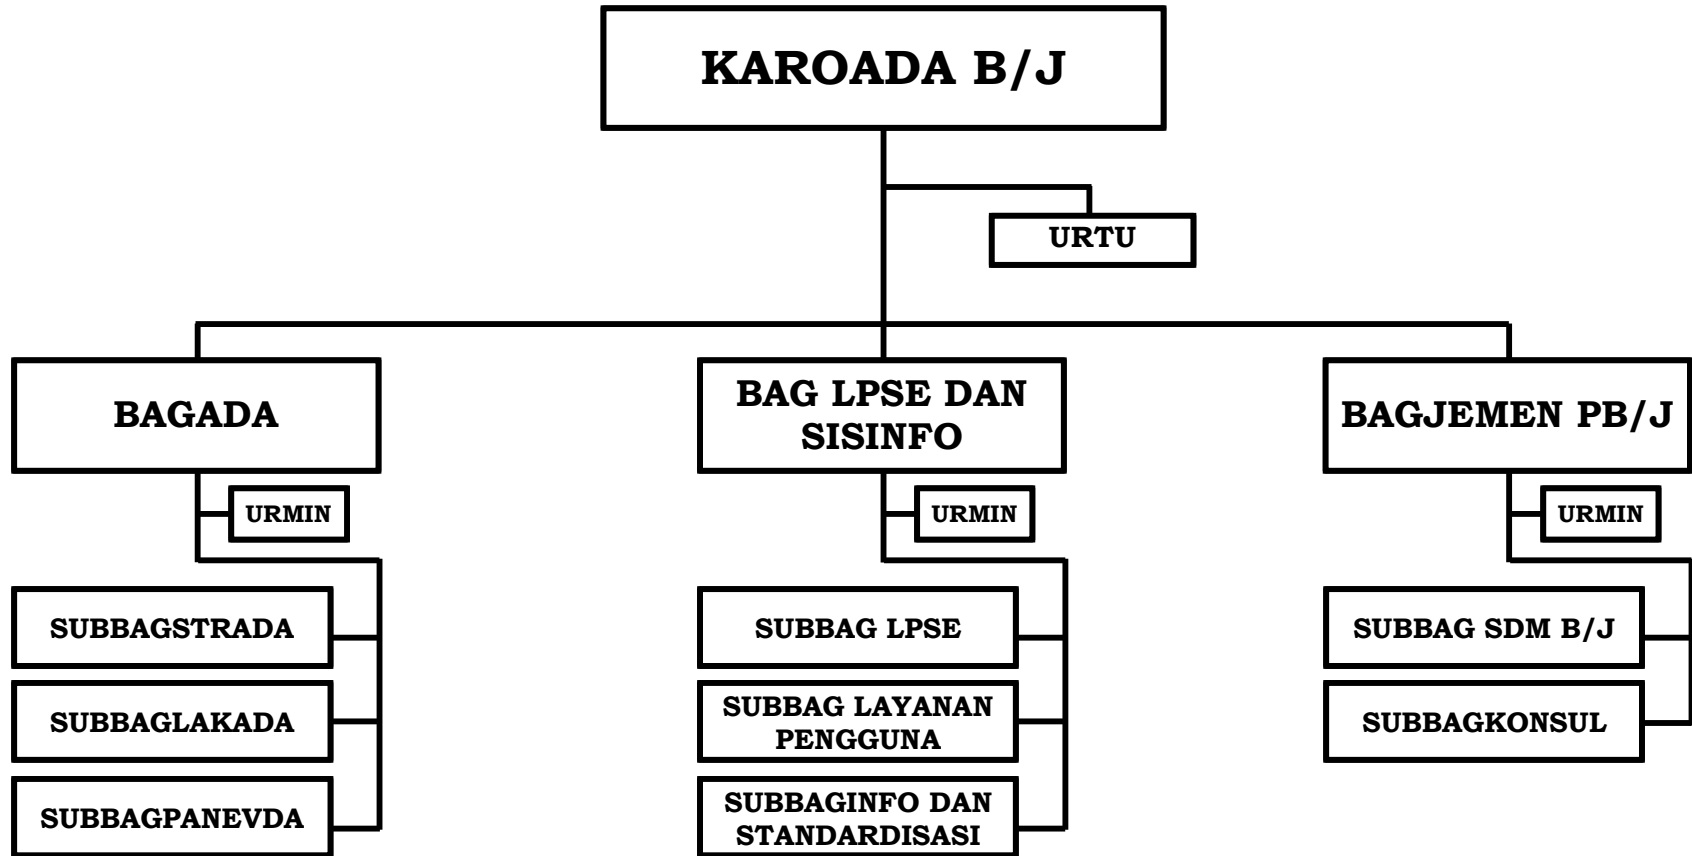 KAROADA B/J
URTU
BAGADA
BAG LPSE DAN
SISINFO
BAGJEMEN PB/J
URMIN
URMIN
URMIN
SUBBAGSTRADA
SUBBAGLAKADA
SUBBAGPANEVDA
SUBBAG LPSE
SUBBAG LAYANAN
PENGGUNA
SUBBAGINFO DAN
STANDARDISASI
SUBBAG SDM B/J
SUBBAGKONSUL